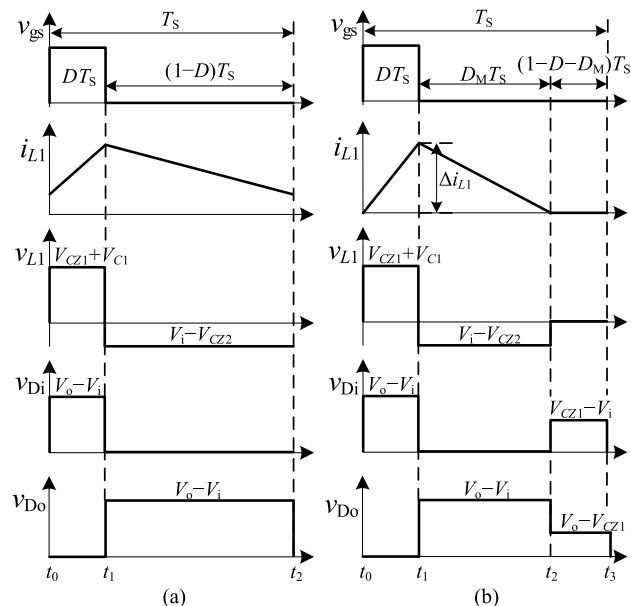 v_gs
T_S
DT_S
(1−D)T_S
i_L1
v_L1
V_CZ1+V_C1
V_i−V_CZ2
v_Di
V_o−V_i
v_Do
V_o−V_i
t_0
t_1
t_2
(a)
v_gs
T_S
DT_S
D_MT_S
(1−D−D_M)T_S
i_L1
Δi_L1
v_L1
V_CZ1+V_C1
V_i−V_CZ2
v_Di
V_o−V_i
V_CZ1−V_i
v_Do
V_o−V_i
V_o−V_CZ1
t_0
t_1
t_2
t_3
(b)